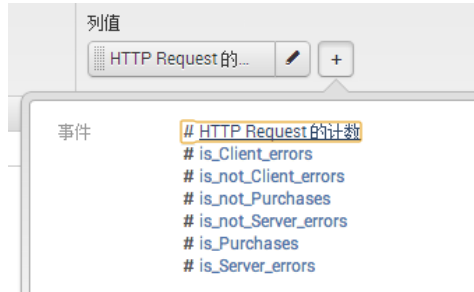 列值
HTTP Request 的...
+
事件
# HTTP Request 的计数
# is_Client_errors
# is_not_Client_errors
# is_not_Purchases
# is_not_Server_errors
# is_Purchases
# is_Server_errors